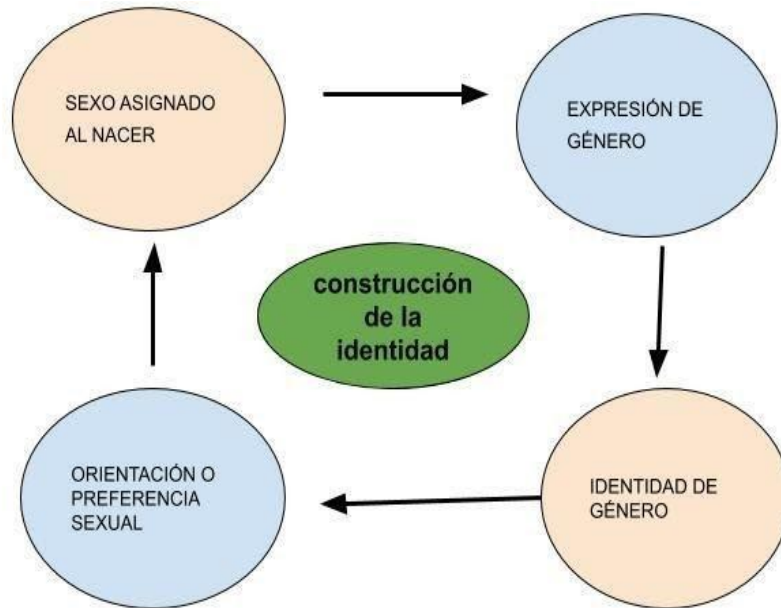 SEXO ASIGNADO
AL NACER
EXPRESIÓN DE
GÉNERO
construcción
de la
identidad
ORIENTACIÓN O
PREFERENCIA
SEXUAL
IDENTIDAD DE
GÉNERO